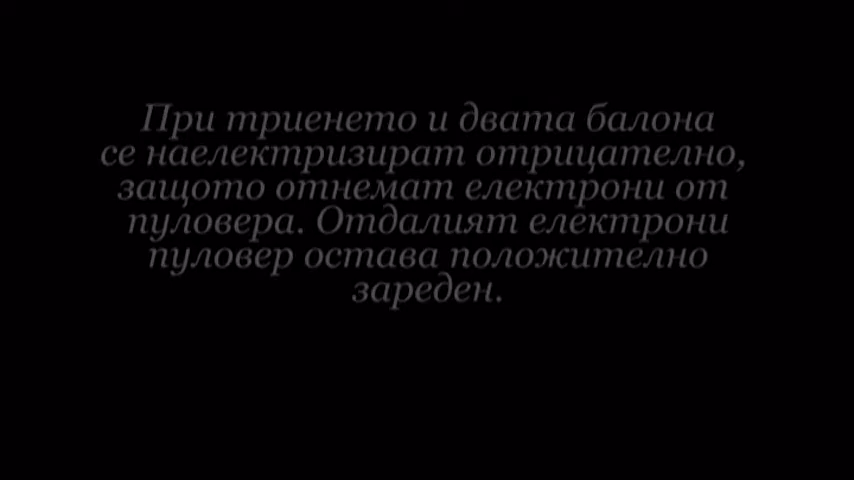 При триенето и двата балона
се наелектризират отрицателно,
защото отнемат електрони от
пуловера. Отдалият електрони
пуловер остава положително
зареден.